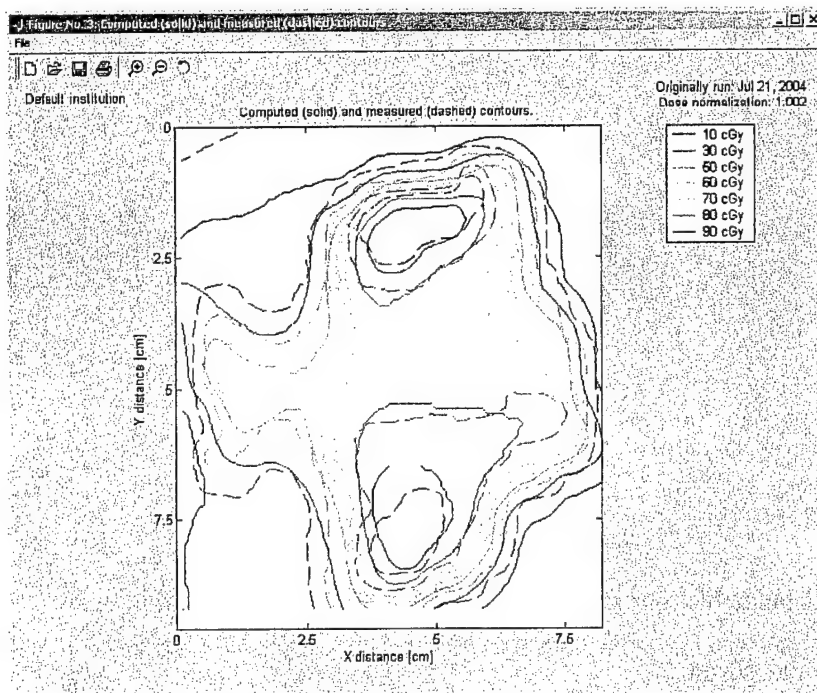 Figure No. 3: Computed (solid) and measured (dashed) contours
File
Default institution
Originally run: Jul 21, 2004
Dose normalization: 1.002
Computed (solid) and measured (dashed) contours.
10 cGy
30 cGy
50 cGy
60 cGy
70 cGy
80 cGy
90 cGy
0
2.5
5
7.5
Y distance [cm]
0
2.5
5
7.5
X distance [cm]